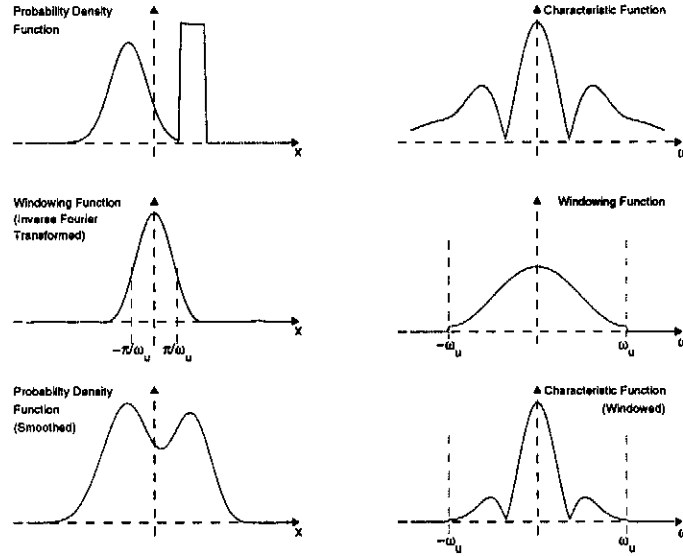 Probability Density
Function
x
Characteristic Function
ω
Windowing Function
(Inverse Fourier
Transformed)
-π/ω_u
π/ω_u
x
Windowing Function
-ω_u
ω_u
ω
Probability Density
Function
(Smoothed)
x
Characteristic Function
(Windowed)
-ω_u
ω_u
ω